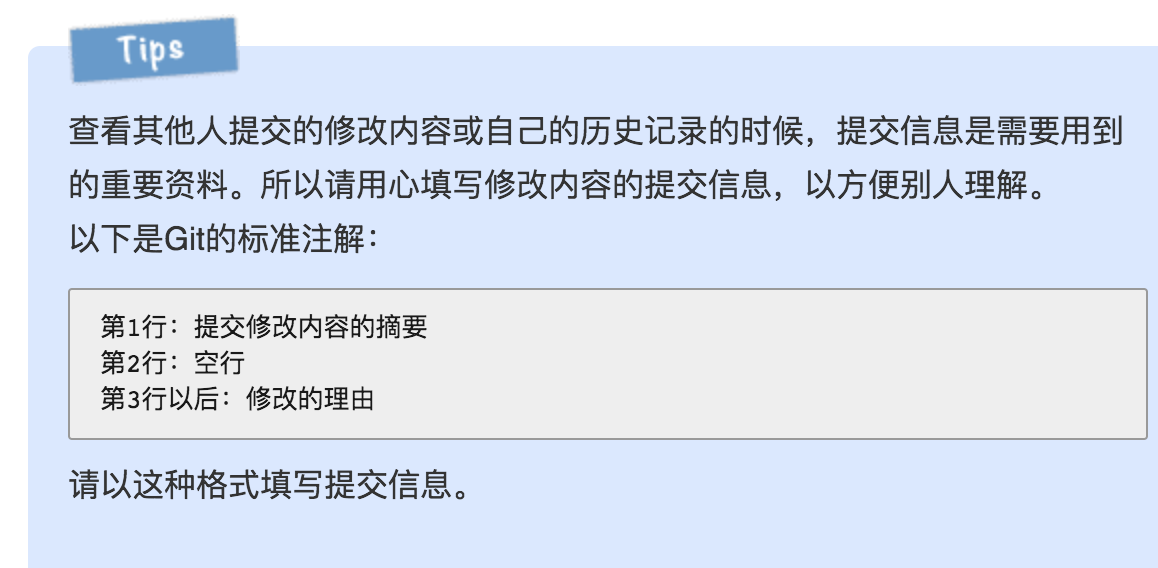 Tips
查看其他人提交的修改内容或自己的历史记录的时候，提交信息是需要用到
的重要资料。所以请用心填写修改内容的提交信息，以方便别人理解。
以下是Git的标准注解：
第1行：提交修改内容的摘要
第2行：空行
第3行以后：修改的理由
请以这种格式填写提交信息。